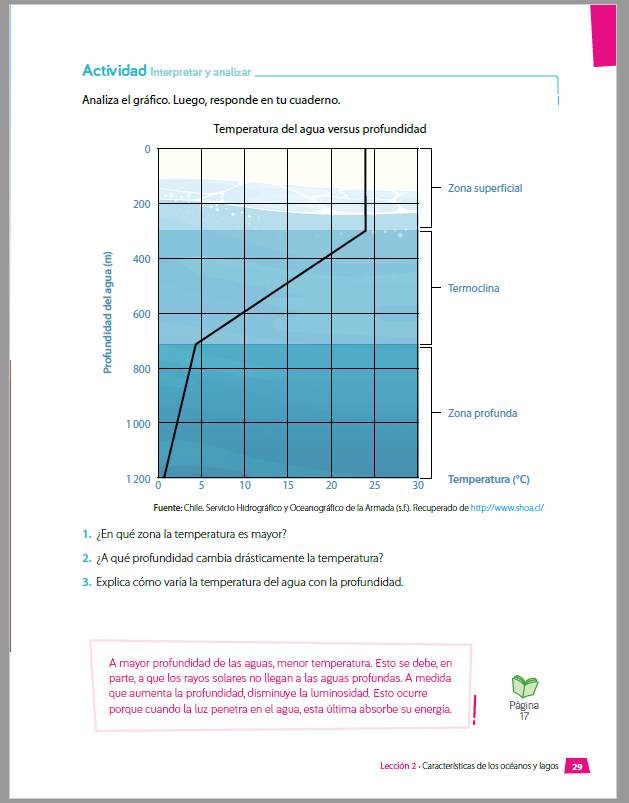 Actividad Interpretar y analizar
Analiza el gráfico. Luego, responde en tu cuaderno.
Temperatura del agua versus profundidad
Profundidad del agua (m)
0
200
400
600
800
1 000
1 200
0 5 10 15 20 25 30
Temperatura (°C)
Zona superficial
Termoclina
Zona profunda
Fuente: Chile. Servicio Hidrográfico y Oceanográfico de la Armada (s.f.). Recuperado de http://www.shoa.cl/
1. ¿En qué zona la temperatura es mayor?
2. ¿A qué profundidad cambia drásticamente la temperatura?
3. Explica cómo varía la temperatura del agua con la profundidad.
A mayor profundidad de las aguas, menor temperatura. Esto se debe, en
parte, a que los rayos solares no llegan a las aguas profundas. A medida
que aumenta la profundidad, disminuye la luminosidad. Esto ocurre
porque cuando la luz penetra en el agua, esta última absorbe su energía.
Página
17
Lección 2 • Características de los océanos y lagos 29